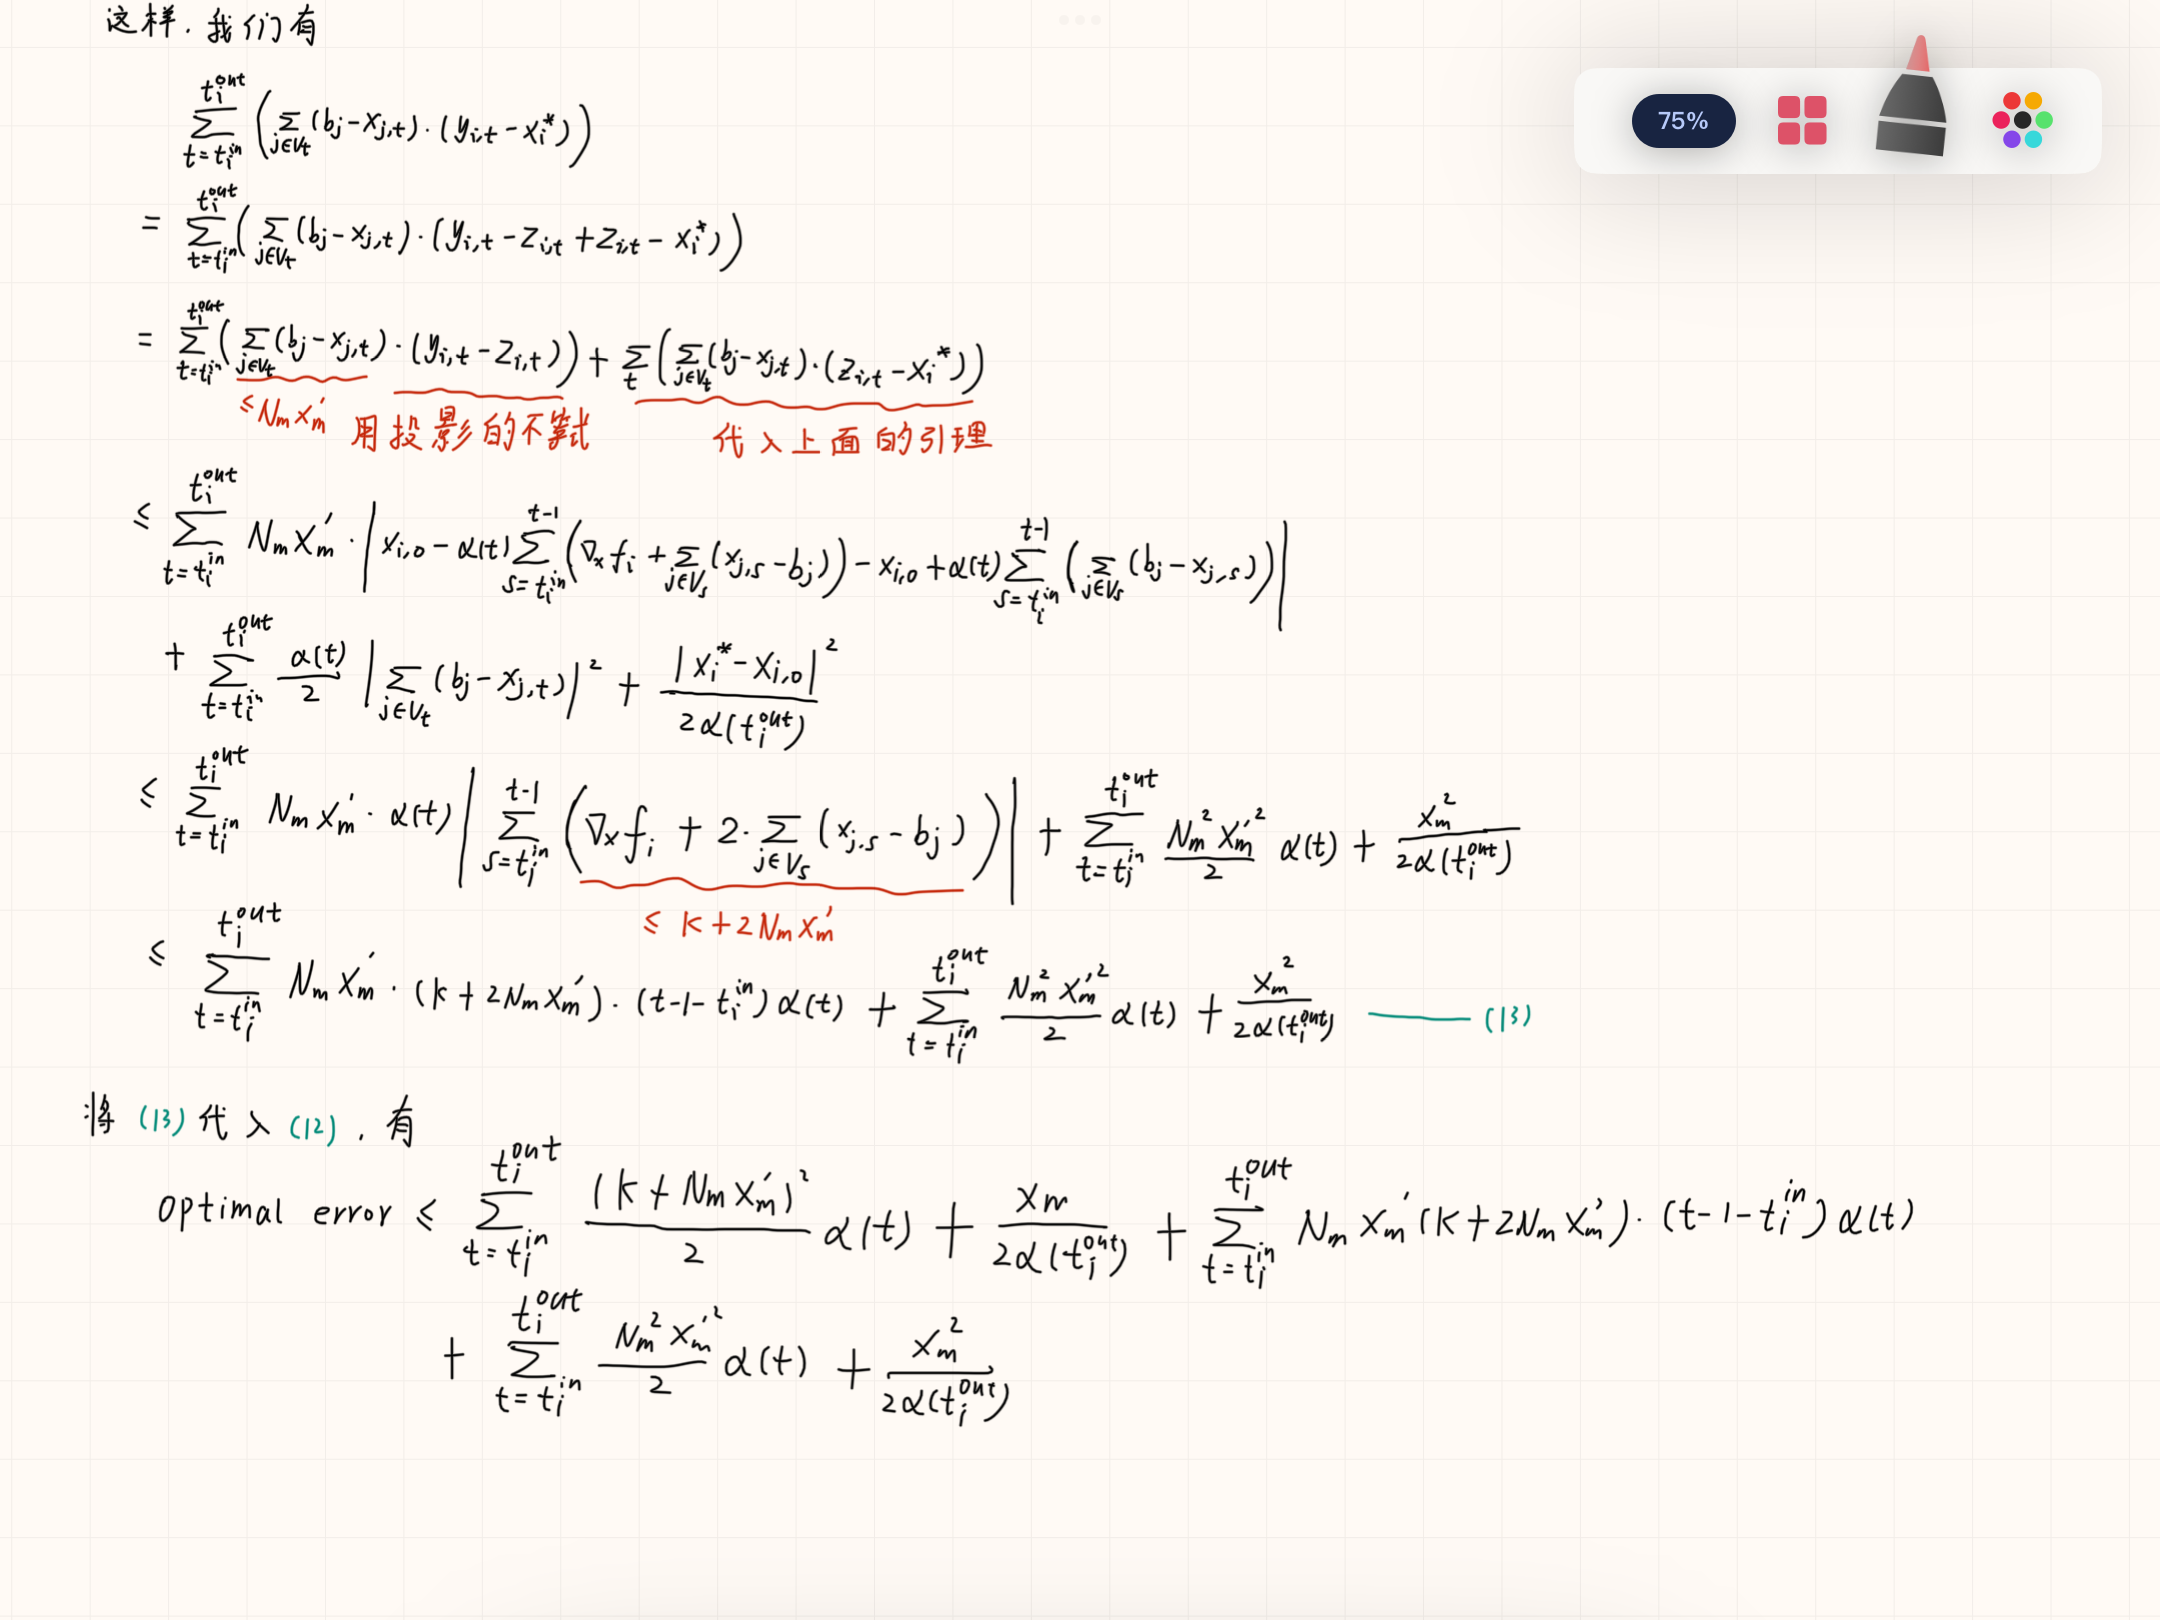 这样，我们有
75%
$\sum_{t=t_i^{in}}^{t_i^{out}} \left( \sum_{j\in V_t} (b_j - x_{j,t}) \cdot (y_{i,t} - x_i^*) \right)$
$= \sum_{t=t_i^{in}}^{t_i^{out}} \left( \sum_{j\in V_t} (b_j - x_{j,t}) \cdot (y_{i,t} - z_{i,t} + z_{i,t} - x_i^*) \right)$
$= \sum_{t=t_i^{in}}^{t_i^{out}} \left( \sum_{j\in V_t} (b_j - x_{j,t}) \cdot (y_{i,t} - z_{i,t}) \right) + \sum_t \left( \sum_{j\in V_t} (b_j - x_{j,t}) \cdot (z_{i,t} - x_i^*) \right)$
$\leq N_m x_m'$ 用投影的不等式 代入上面的引理
$\leq \sum_{t=t_i^{in}}^{t_i^{out}} N_m x_m' \cdot \left| x_{i,0} - \alpha(t) \sum_{s=t_i^{in}}^{t-1} \left( \nabla_x f_i + \sum_{j\in V_s} (x_{j,s} - b_j) \right) - x_{i,0} + \alpha(t) \sum_{s=t_i^{in}}^{t-1} \left( \sum_{j\in V_s} (b_j - x_{j,s}) \right) \right|$
$+ \sum_{t=t_i^{in}}^{t_i^{out}} \frac{\alpha(t)}{2} \left| \sum_{j\in V_t} (b_j - x_{j,t}) \right|^2 + \frac{|x_i^* - x_{i,0}|^2}{2\alpha(t_i^{out})}$
$\leq \sum_{t=t_i^{in}}^{t_i^{out}} N_m x_m' \cdot \alpha(t) \left| \sum_{s=t_i^{in}}^{t-1} \left( \nabla_x f_i + 2 \cdot \sum_{j\in V_s} (x_{j,s} - b_j) \right) \right| + \sum_{t=t_i^{in}}^{t_i^{out}} \frac{N_m^2 x_m'^2}{2} \alpha(t) + \frac{x_m^2}{2\alpha(t_i^{out})}$
$\leq K + 2 N_m x_m'$
$\leq \sum_{t=t_i^{in}}^{t_i^{out}} N_m x_m' \cdot (K + 2 N_m x_m') \cdot (t-1-t_i^{in}) \alpha(t) + \sum_{t=t_i^{in}}^{t_i^{out}} \frac{N_m^2 x_m'^2}{2} \alpha(t) + \frac{x_m^2}{2\alpha(t_i^{out})}$ —— (13)
将 (13) 代入 (12)，有
optimal error $\leq \sum_{t=t_i^{in}}^{t_i^{out}} \frac{(K + N_m x_m')^2}{2} \alpha(t) + \frac{x_m}{2\alpha(t_i^{out})} + \sum_{t=t_i^{in}}^{t_i^{out}} N_m x_m' (K + 2 N_m x_m') \cdot (t-1-t_i^{in}) \alpha(t)$
$+ \sum_{t=t_i^{in}}^{t_i^{out}} \frac{N_m^2 x_m'^2}{2} \alpha(t) + \frac{x_m^2}{2\alpha(t_i^{out})}$